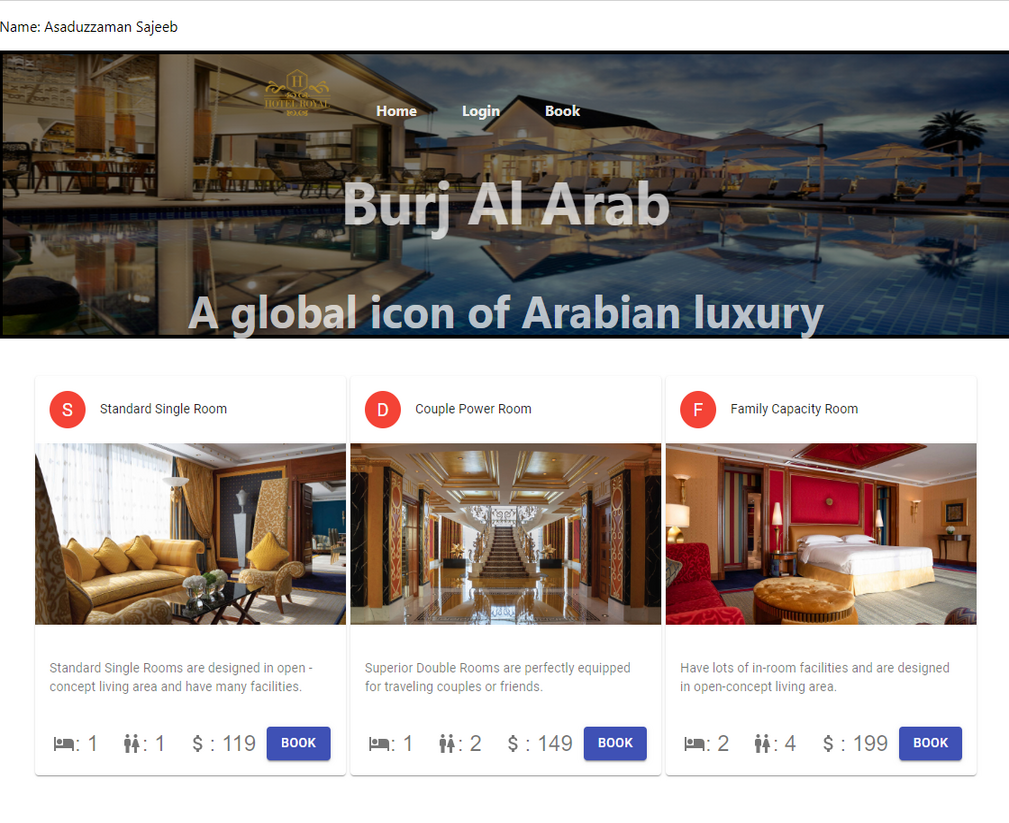 Name: Asaduzzaman Sajeeb
H
HOTEL ROYAL
Home Login Book
Burj Al Arab
A global icon of Arabian luxury
S Standard Single Room
D Couple Power Room
F Family Capacity Room
Standard Single Rooms are designed in open -
concept living area and have many facilities.
Superior Double Rooms are perfectly equipped
for traveling couples or friends.
Have lots of in-room facilities and are designed
in open-concept living area.
: 1 : 1 $ : 119 BOOK
: 1 : 2 $ : 149 BOOK
: 2 : 4 $ : 199 BOOK